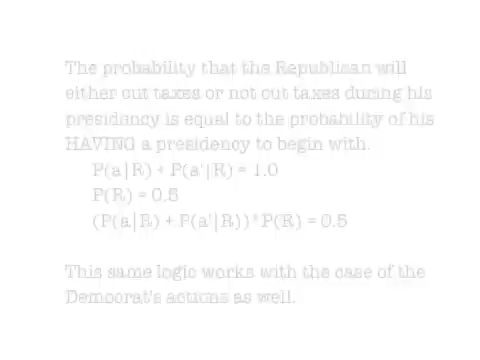 The probability that the Republican will
either cut taxes or not cut taxes during his
presidency is equal to the probability of his
HAVING a presidency to begin with.
P(a|R) + P(a'|R) = 1.0
P(R) = 0.5
(P(a|R) + P(a'|R))*P(R) = 0.5
This same logic works with the case of the
Democrat's actions as well.